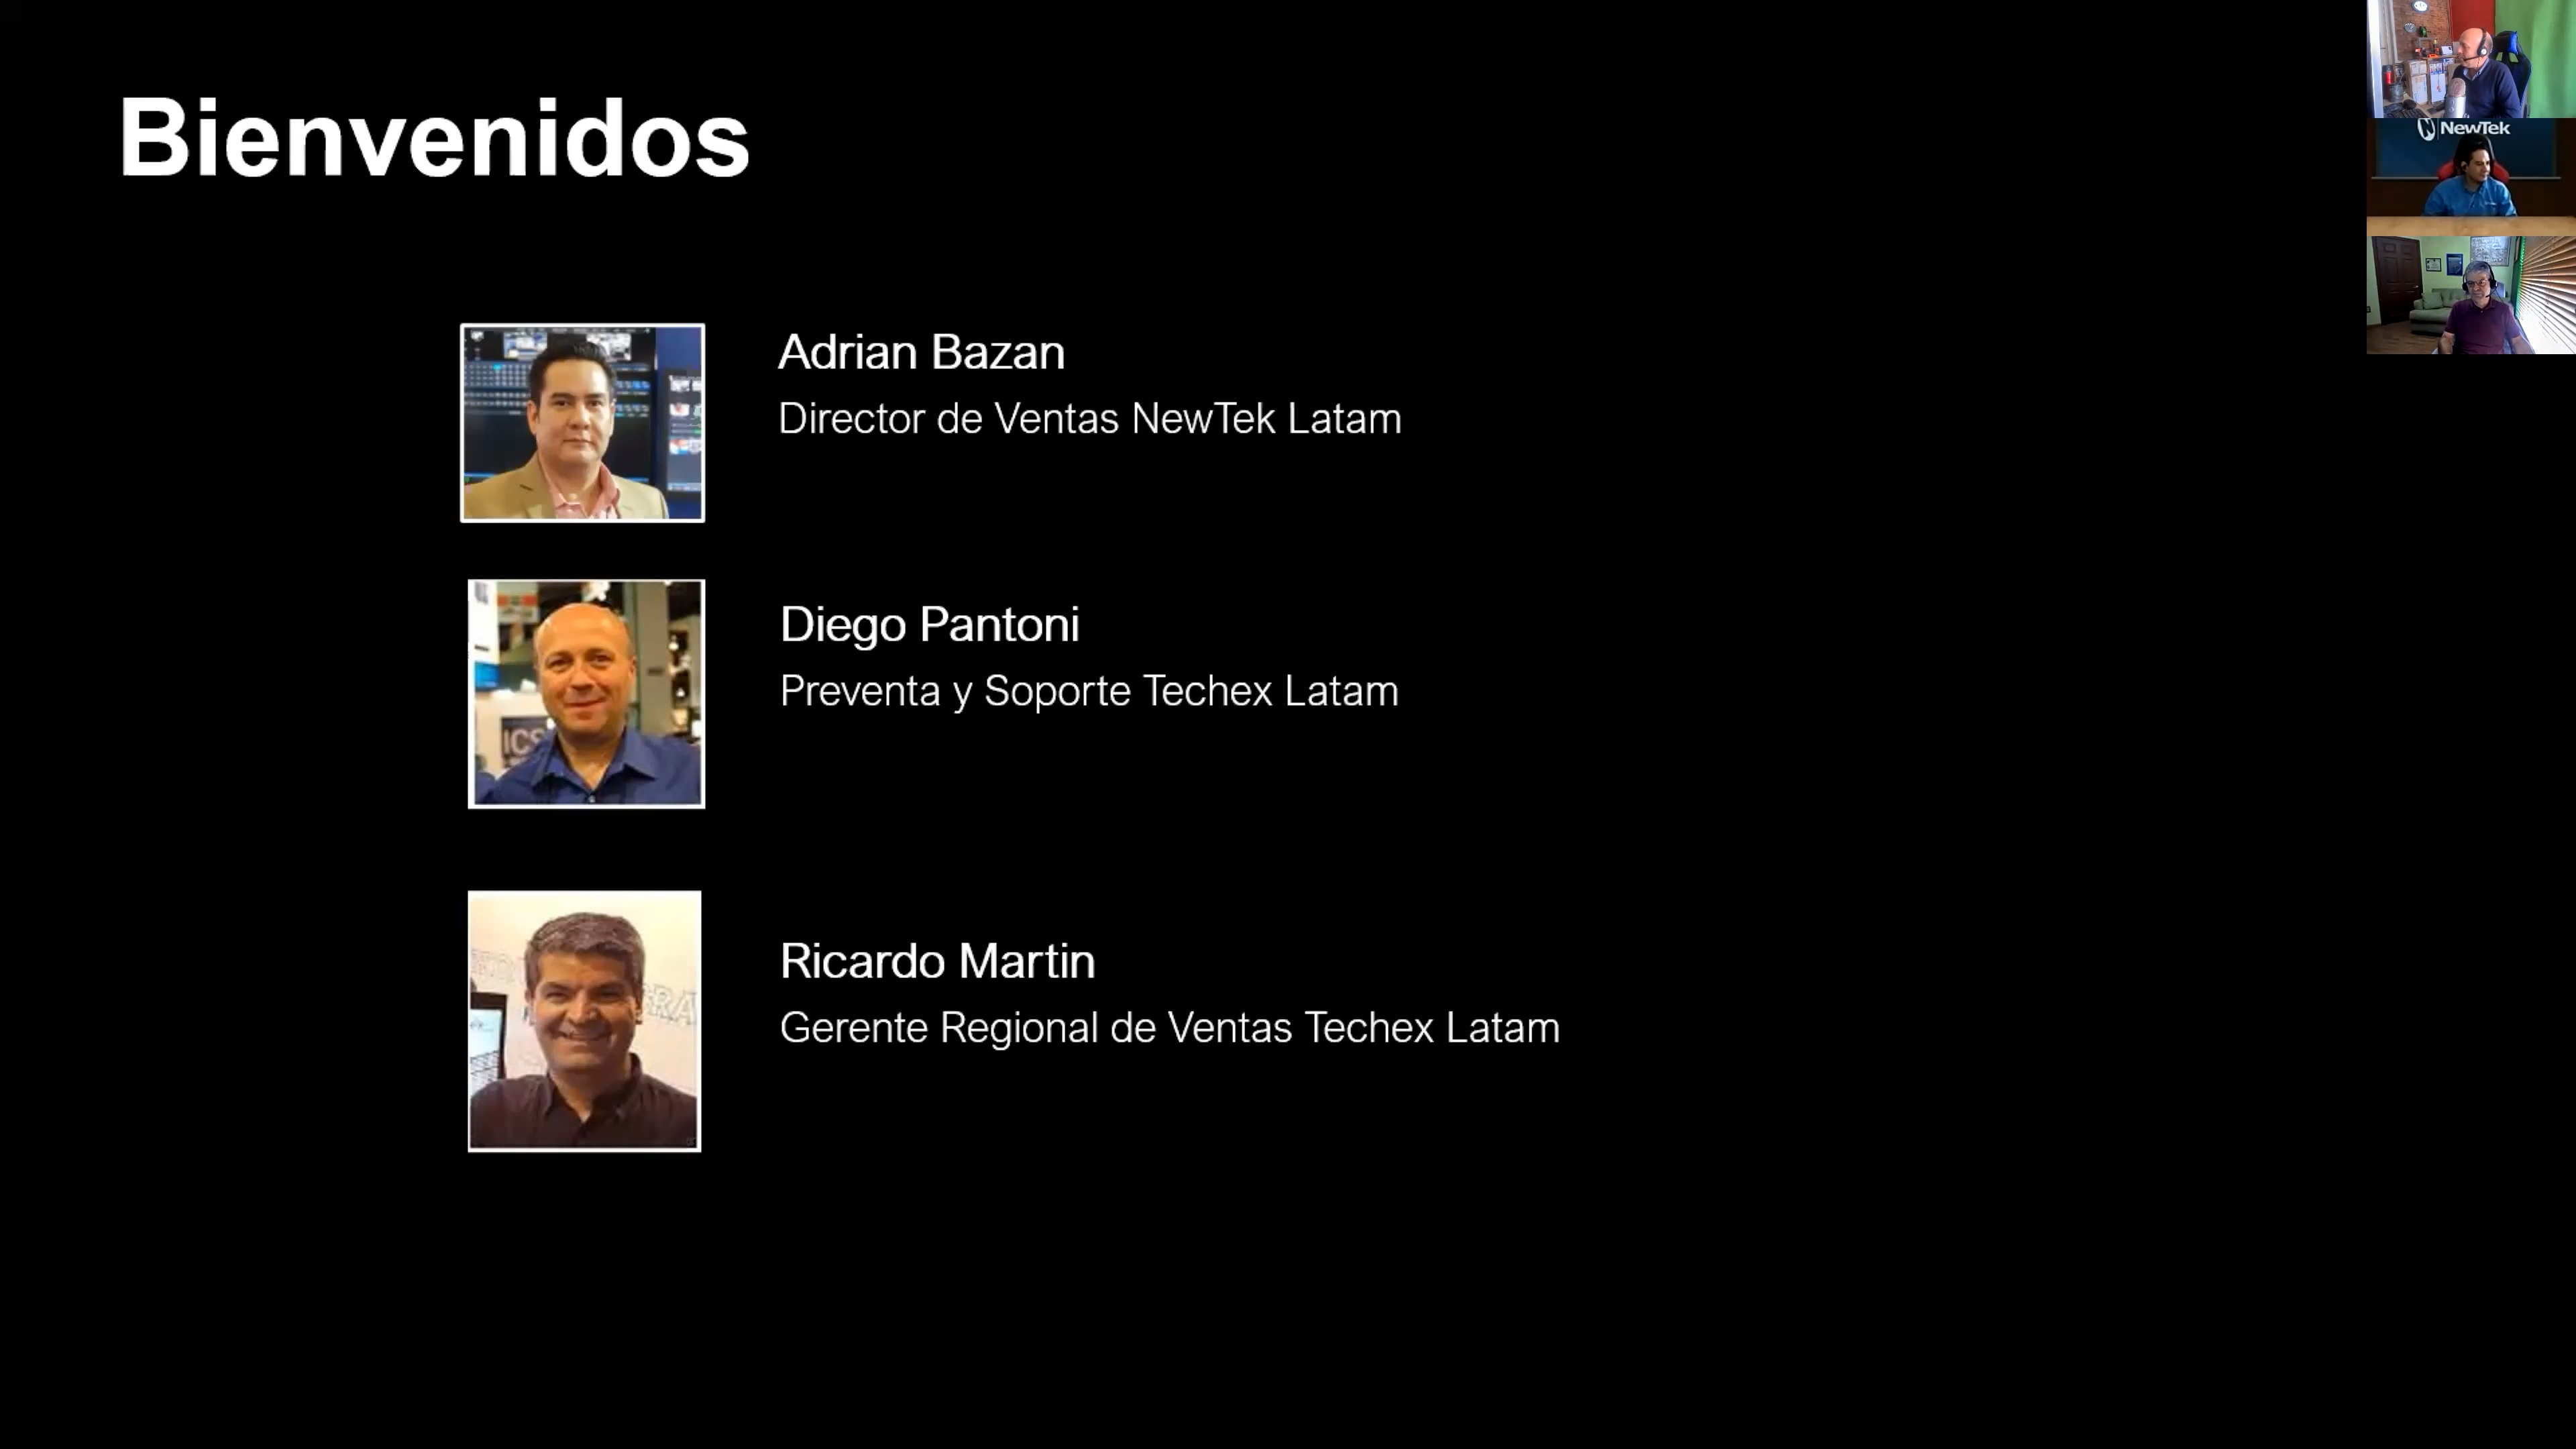 Bienvenidos
NewTek
Adrian Bazan
Director de Ventas NewTek Latam
Diego Pantoni
Preventa y Soporte Techex Latam
ICS
Ricardo Martin
Gerente Regional de Ventas Techex Latam